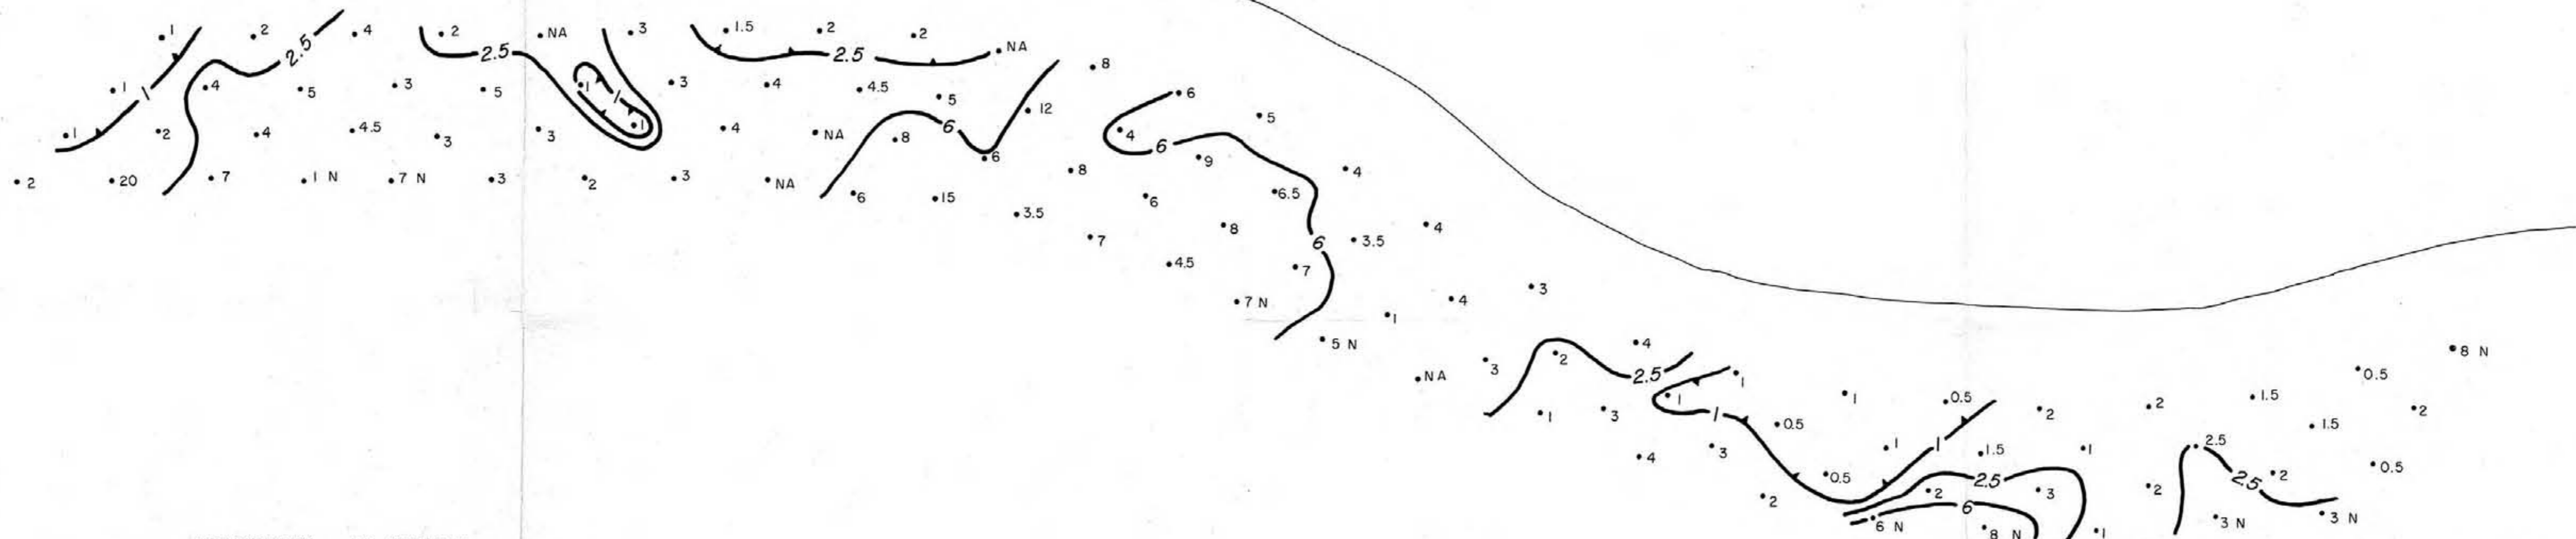 1 2 4 2 NA 3 1.5 2 2 NA
2.5 2.5 2.5
8
1 1 4 5 3 5 1 1 3 4 4.5 5 12 6 5
1 2 4 4.5 3 3 1 4 NA 8 6 6 4 6 9
2 20 7 1 N 7 N 3 2 3 NA 6 15 3.5 8 6 6.5 4
7 8 6 3.5 4
4.5 7
7 N 1 4 3
5 N
NA 3 2 4 2.5 1 0.5 8 N
1 3 1 1 0.5 1 0.5 2 2 1.5 2
4 3 1 1 1.5 1 2.5 1.5
2 0.5 2 2.5 3 2 2.5 2 0.5
6 N 6 8 N 1 3 N 3 N